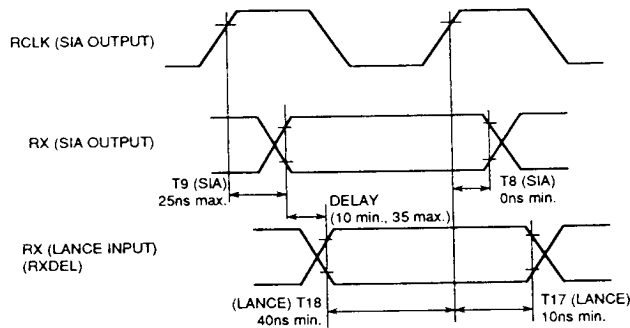 RCLK (SIA OUTPUT)
RX (SIA OUTPUT)
T9 (SIA)
25ns max.
T8 (SIA)
0ns min.
DELAY
(10 min., 35 max.)
RX (LANCE INPUT)
(RXDEL)
(LANCE) T18
40ns min.
T17 (LANCE)
10ns min.